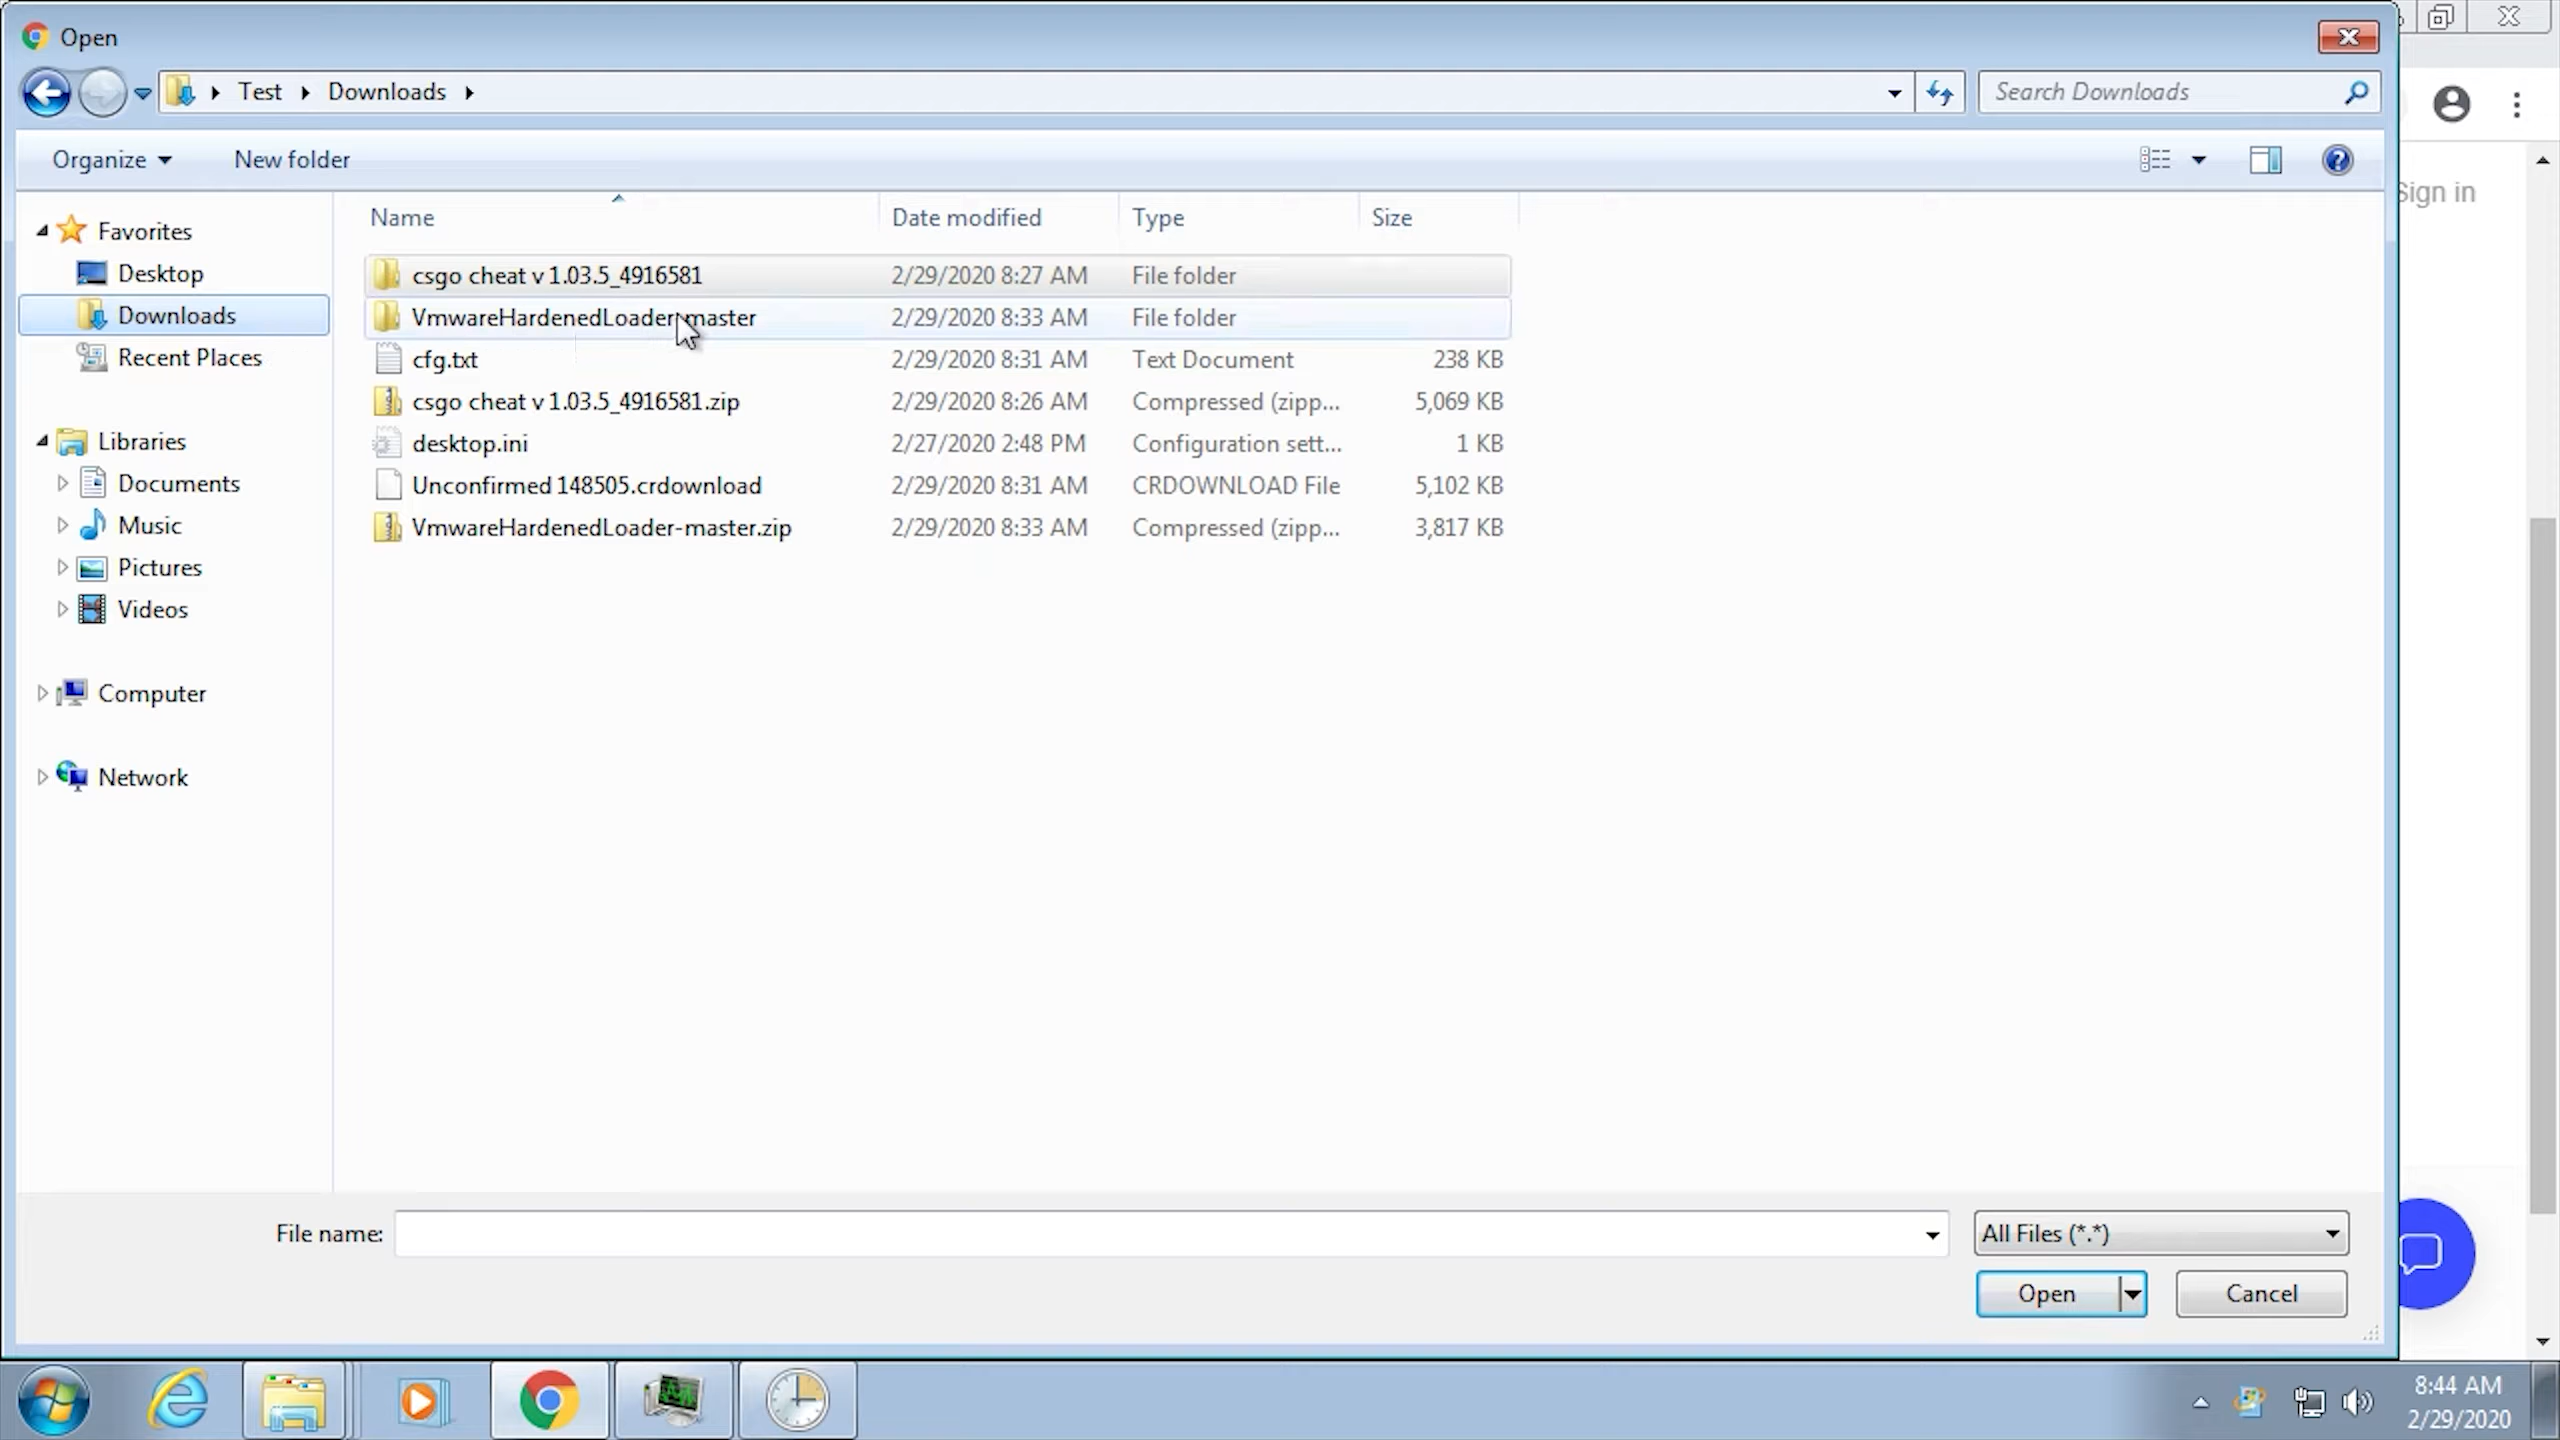 Open
Test Downloads
Search Downloads
Organize New folder
Sign in
Name Date modified Type Size
Favorites
Desktop
Downloads
Recent Places
Libraries
Documents
Music
Pictures
Videos
Computer
Network
csgo cheat v 1.03.5_4916581 2/29/2020 8:27 AM File folder
VmwareHardenedLoader-master 2/29/2020 8:33 AM File folder
cfg.txt 2/29/2020 8:31 AM Text Document 238 KB
csgo cheat v 1.03.5_4916581.zip 2/29/2020 8:26 AM Compressed (zipp... 5,069 KB
desktop.ini 2/27/2020 2:48 PM Configuration sett... 1 KB
Unconfirmed 148505.crdownload 2/29/2020 8:31 AM CRDOWNLOAD File 5,102 KB
VmwareHardenedLoader-master.zip 2/29/2020 8:33 AM Compressed (zipp... 3,817 KB
File name: All Files (*.*)
Open Cancel
8:44 AM
2/29/2020